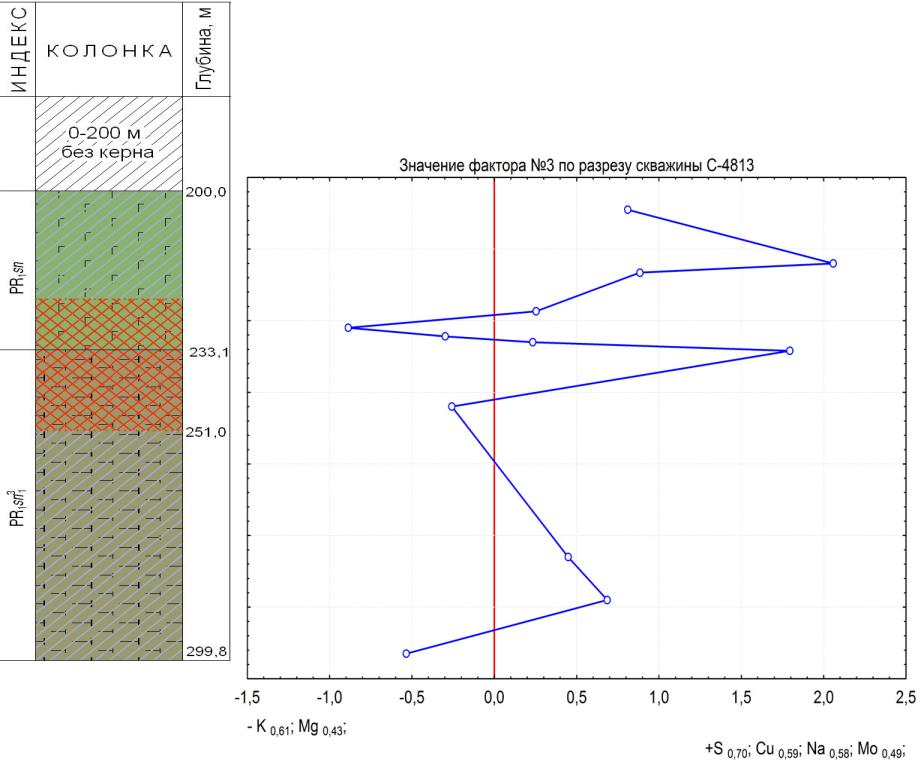 ИНДЕКС
КОЛОНКА
Глубина, м
0-200 м
без керна
Значение фактора №3 по разрезу скважины С-4813
200,0
PR₁sn
233,1
251,0
PR₁sn₁³
299,8
-1,5 -1,0 -0,5 0,0 0,5 1,0 1,5 2,0 2,5
- K 0,61; Mg 0,43;
+S 0,70; Cu 0,59; Na 0,58; Mo 0,49;